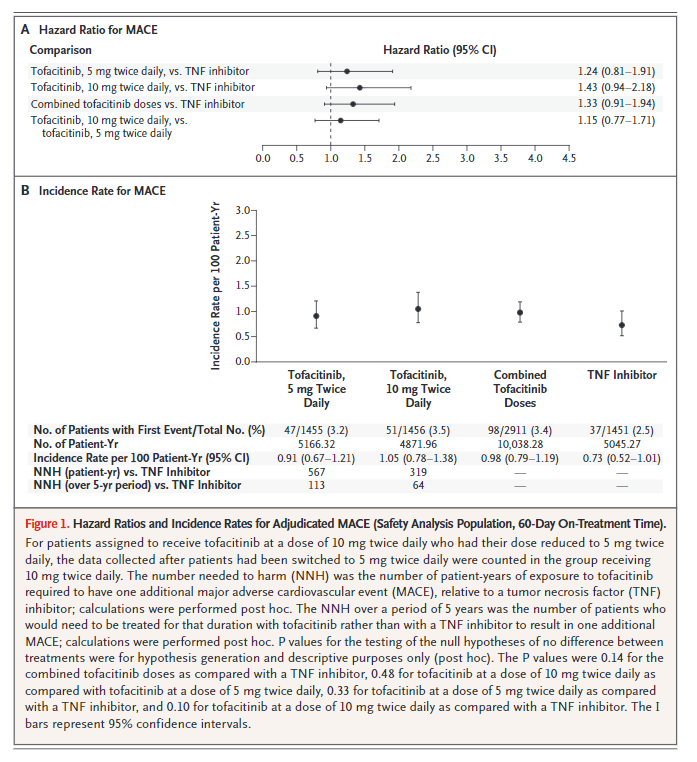 A Hazard Ratio for MACE
Comparison Hazard Ratio (95% CI)
Tofacitinib, 5 mg twice daily, vs. TNF inhibitor 1.24 (0.81–1.91)
Tofacitinib, 10 mg twice daily, vs. TNF inhibitor 1.43 (0.94–2.18)
Combined tofacitinib doses vs. TNF inhibitor 1.33 (0.91–1.94)
Tofacitinib, 10 mg twice daily, vs. 1.15 (0.77–1.71)
tofacitinib, 5 mg twice daily
0.0 0.5 1.0 1.5 2.0 2.5 3.0 3.5 4.0 4.5
B Incidence Rate for MACE
Incidence Rate per 100 Patient-Yr
3.0
2.5
2.0
1.5
1.0
0.5
0.0
Tofacitinib, Tofacitinib, Combined TNF Inhibitor
5 mg Twice 10 mg Twice Tofacitinib
Daily Daily Doses
No. of Patients with First Event/Total No. (%) 47/1455 (3.2) 51/1456 (3.5) 98/2911 (3.4) 37/1451 (2.5)
No. of Patient-Yr 5166.32 4871.96 10,038.28 5045.27
Incidence Rate per 100 Patient-Yr (95% CI) 0.91 (0.67–1.21) 1.05 (0.78–1.38) 0.98 (0.79–1.19) 0.73 (0.52–1.01)
NNH (patient-yr) vs. TNF Inhibitor 567 319 — —
NNH (over 5-yr period) vs. TNF Inhibitor 113 64 — —
Figure 1. Hazard Ratios and Incidence Rates for Adjudicated MACE (Safety Analysis Population, 60-Day On-Treatment Time).
For patients assigned to receive tofacitinib at a dose of 10 mg twice daily who had their dose reduced to 5 mg twice
daily, the data collected after patients had been switched to 5 mg twice daily were counted in the group receiving
10 mg twice daily. The number needed to harm (NNH) was the number of patient-years of exposure to tofacitinib
required to have one additional major adverse cardiovascular event (MACE), relative to a tumor necrosis factor (TNF)
inhibitor; calculations were performed post hoc. The NNH over a period of 5 years was the number of patients who
would need to be treated for that duration with tofacitinib rather than with a TNF inhibitor to result in one additional
MACE; calculations were performed post hoc. P values for the testing of the null hypotheses of no difference between
treatments were for hypothesis generation and descriptive purposes only (post hoc). The P values were 0.14 for the
combined tofacitinib doses as compared with a TNF inhibitor, 0.48 for tofacitinib at a dose of 10 mg twice daily as
compared with tofacitinib at a dose of 5 mg twice daily, 0.33 for tofacitinib at a dose of 5 mg twice daily as compared
with a TNF inhibitor, and 0.10 for tofacitinib at a dose of 10 mg twice daily as compared with a TNF inhibitor. The I
bars represent 95% confidence intervals.